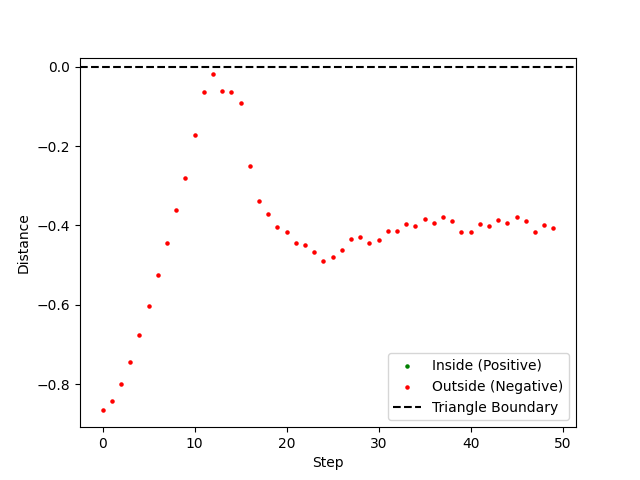 0.0
−0.2
−0.4
−0.6
−0.8
Distance
0
10
20
30
40
50
Step
Inside (Positive)
Outside (Negative)
Triangle Boundary